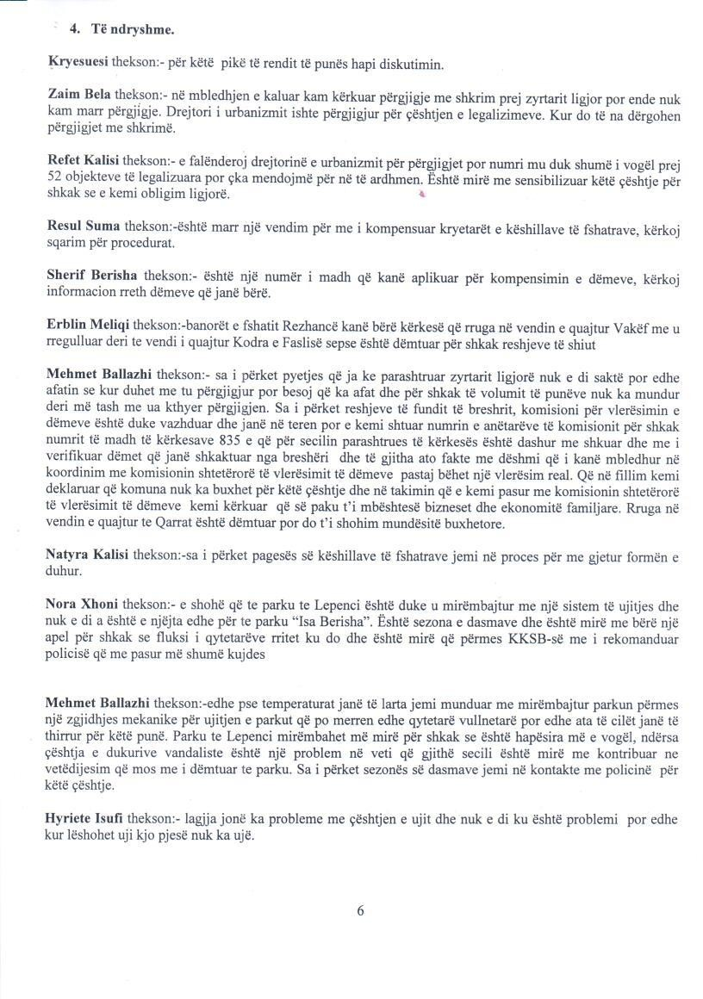 4. Të ndryshme.
Kryesuesi thekson:- për këtë pikë të rendit të punës hapi diskutimin.
Zaim Bela thekson:- në mbledhjen e kaluar kam kërkuar përgjigje me shkrim prej zyrtarit ligjor por ende nuk
kam marr përgjigje. Drejtori i urbanizmit ishte përgjigjur për çështjen e legalizimeve. Kur do të na dërgohen
përgjigjet me shkrimë.
Refet Kalisi thekson:- e falënderoj drejtorinë e urbanizmit për përgjigjet por numri mu duk shumë i vogël prej
52 objekteve të legalizuara por çka mendojmë për në të ardhmen. Është mirë me sensibilizuar këtë çështje për
shkak se e kemi obligim ligjorë.
Resul Suma thekson:-është marr një vendim për me i kompensuar kryetarët e këshillave të fshatrave, kërkoj
sqarim për procedurat.
Sherif Berisha thekson:- është një numër i madh që kanë aplikuar për kompensimin e dëmeve, kërkoj
informacion rreth dëmeve që janë bërë.
Erblin Meliqi thekson:-banorët e fshatit Rezhancë kanë bërë kërkesë që rruga në vendin e quajtur Vakëf me u
rregulluar deri te vendi i quajtur Kodra e Faslisë sepse është dëmtuar për shkak reshjeve të shiut
Mehmet Ballazhi thekson:- sa i përket pyetjes që ja ke parashtruar zyrtarit ligjorë nuk e di saktë por edhe
afatin se kur duhet me tu përgjigjur por besoj që ka afat dhe për shkak të volumit të punëve nuk ka mundur
deri më tash me ua kthyer përgjigjen. Sa i përket reshjeve të fundit të breshrit, komisioni për vlerësimin e
dëmeve është duke vazhduar dhe janë në teren por e kemi shtuar numrin e anëtarëve të komisionit për shkak
numrit të madh të kërkesave 835 e që për secilin parashtrues të kërkesës është dashur me shkuar dhe me i
verifikuar dëmet që janë shkaktuar nga breshëri dhe të gjitha ato fakte me dëshmi që i kanë mbledhur në
koordinim me komisionin shtetërorë të vlerësimit të dëmeve pastaj bëhet një vlerësim real. Që në fillim kemi
deklaruar që komuna nuk ka buxhet për këtë çështje dhe në takimin që e kemi pasur me komisionin shtetërorë
të vlerësimit të dëmeve kemi kërkuar që së paku t'i mbështesë bizneset dhe ekonomitë familjare. Rruga në
vendin e quajtur te Qarrat është dëmtuar por do t'i shohim mundësitë buxhetore.
Natyra Kalisi thekson:-sa i përket pagesës së këshillave të fshatrave jemi në proces për me gjetur formën e
duhur.
Nora Xhoni thekson:- e shohë që te parku te Lepenci është duke u mirëmbajtur me një sistem të ujitjes dhe
nuk e di a është e njëjta edhe për te parku “Isa Berisha”. Është sezona e dasmave dhe është mirë me bërë një
apel për shkak se fluksi i qytetarëve rritet ku do dhe është mirë që përmes KKSB-së me i rekomanduar
policisë që me pasur më shumë kujdes
Mehmet Ballazhi thekson:-edhe pse temperaturat janë të larta jemi munduar me mirëmbajtur parkun përmes
një zgjidhjes mekanike për ujitjen e parkut që po merren edhe qytetarë vullnetarë por edhe ata të cilët janë të
thirrur për këtë punë. Parku te Lepenci mirëmbahet më mirë për shkak se është hapësira më e vogël, ndërsa
çështja e dukurive vandaliste është një problem në veti që gjithë secili është mirë me kontribuar ne
vetëdijesim që mos me i dëmtuar te parku. Sa i përket sezonës së dasmave jemi në kontakte me policinë për
këtë çështje.
Hyriete Isufi thekson:- lagjja jonë ka probleme me çështjen e ujit dhe nuk e di ku është problemi por edhe
kur lëshohet uji kjo pjesë nuk ka ujë.
6